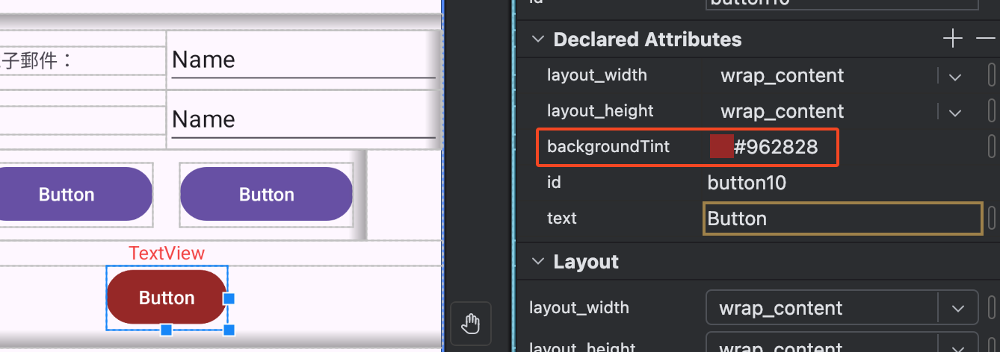 子郵件：
Name
Name
Button
Button
TextView
Button
button10
Declared Attributes
layout_width
wrap_content
layout_height
wrap_content
backgroundTint
#962828
id
button10
text
Button
Layout
layout_width
wrap_content
layout_height
wrap_content